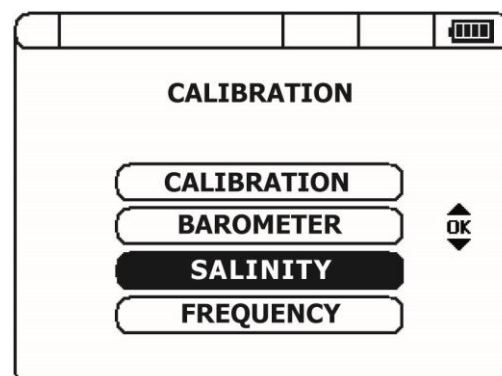 CALIBRATION
CALIBRATION
BAROMETER
SALINITY
FREQUENCY
OK